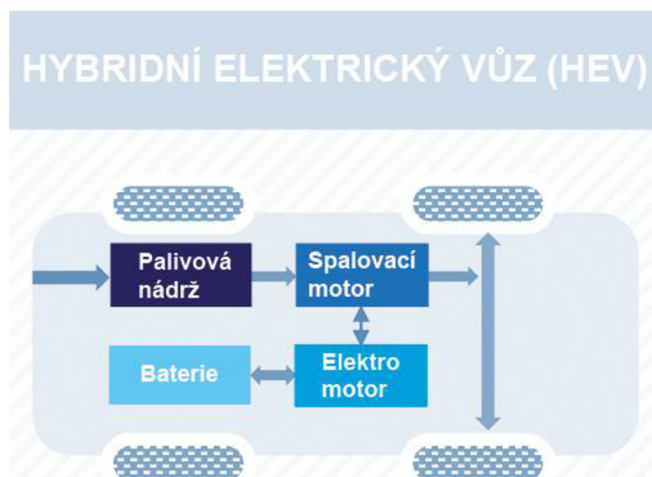 HYBRIDNÍ ELEKTRICKÝ VŮZ (HEV)
Palivová
nádrž
Spalovací
motor
Baterie
Elektro
motor